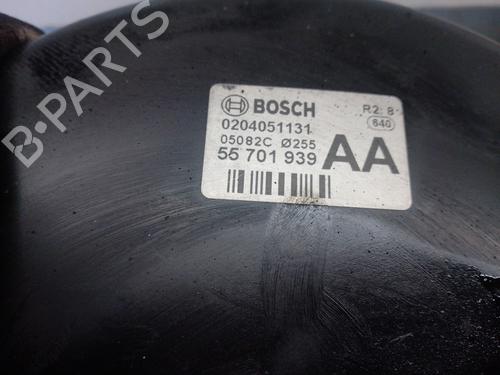 BOSCH
R2: 8
640
0204051131
05082C Ø255
55 701 939 AA
B-PARTS